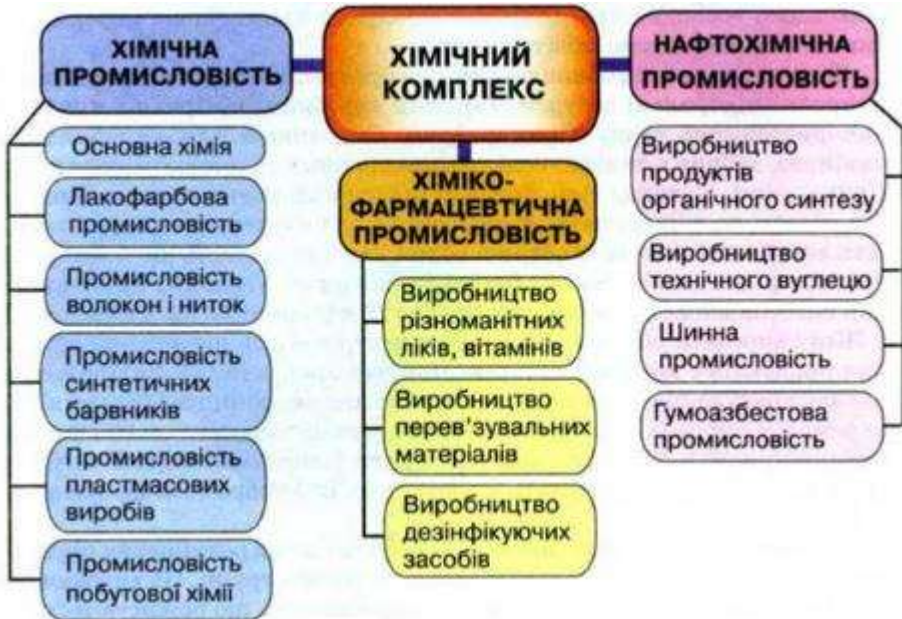 ХІМІЧНИЙ
КОМПЛЕКС
ХІМІЧНА
ПРОМИСЛОВІСТЬ
Основна хімія
Лакофарбова
промисловість
Промисловість
волокон і ниток
Промисловість
синтетичних
барвників
Промисловість
пластмасових
виробів
Промисловість
побутової хімії
ХІМІКО-
ФАРМАЦЕВТИЧНА
ПРОМИСЛОВІСТЬ
Виробництво
різноманітних
ліків, вітамінів
Виробництво
перев’язувальних
матеріалів
Виробництво
дезінфікуючих
засобів
НАФТОХІМІЧНА
ПРОМИСЛОВІСТЬ
Виробництво
продуктів
органічного синтезу
Виробництво
технічного вуглецю
Шинна
промисловість
Гумоазбестова
промисловість